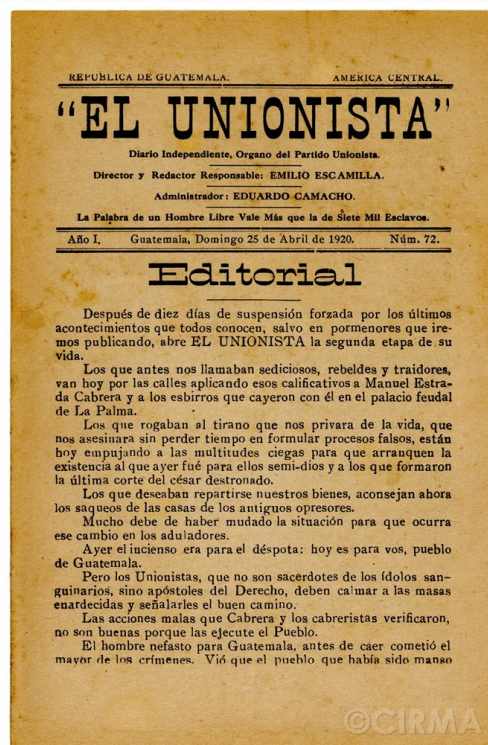 REPUBLICA DE GUATEMALA. AMERICA CENTRAL.
"EL UNIONISTA"
Diario Independiente, Organo del Partido Unionista.
Director y Redactor Responsable: EMILIO ESCAMILLA.
Administrador: EDUARDO CAMACHO.
La Palabra de un Hombre Libre Vale Más que la de Siete Mil Esclavos.
Año I. Guatemala, Domingo 25 de Abril de 1920. Núm. 72.
Editorial
Después de diez días de suspensión forzada por los últimos
acontecimientos que todos conocen, salvo en pormenores que ire-
mos publicando, abre EL UNIONISTA la segunda etapa de su
vida.
Los que antes nos llamaban sediciosos, rebeldes y traidores,
van hoy por las calles aplicando esos calificativos a Manuel Estra-
da Cabrera y a los esbirros que cayeron con él en el palacio feudal
de La Palma.
Los que rogaban al tirano que nos privara de la vida, que
nos asesinara sin perder tiempo en formular procesos falsos, están
hoy empujando a las multitudes ciegas para que arranquen la
existencia al que ayer fué para ellos semi-dios y a los que formaron
la última corte del césar destronado.
Los que deseaban repartirse nuestros bienes, aconsejan ahora
los saqueos de las casas de los antiguos opresores.
Mucho debe de haber mudado la situación para que ocurra
ese cambio en los aduladores.
Ayer el incienso era para el déspota: hoy es para vos, pueblo
de Guatemala.
Pero los Unionistas, que no son sacerdotes de los ídolos san-
guinarios, sino apóstoles del Derecho, deben calmar a las masas
enardecidas y señalarles el buen camino.
Las acciones malas que Cabrera y los cabreristas verificaron,
no son buenas porque las ejecute el Pueblo.
El hombre nefasto para Guatemala, antes de caer cometió el
mayor de los crímenes. Vió que el pueblo que había sido manso
©CIRMA